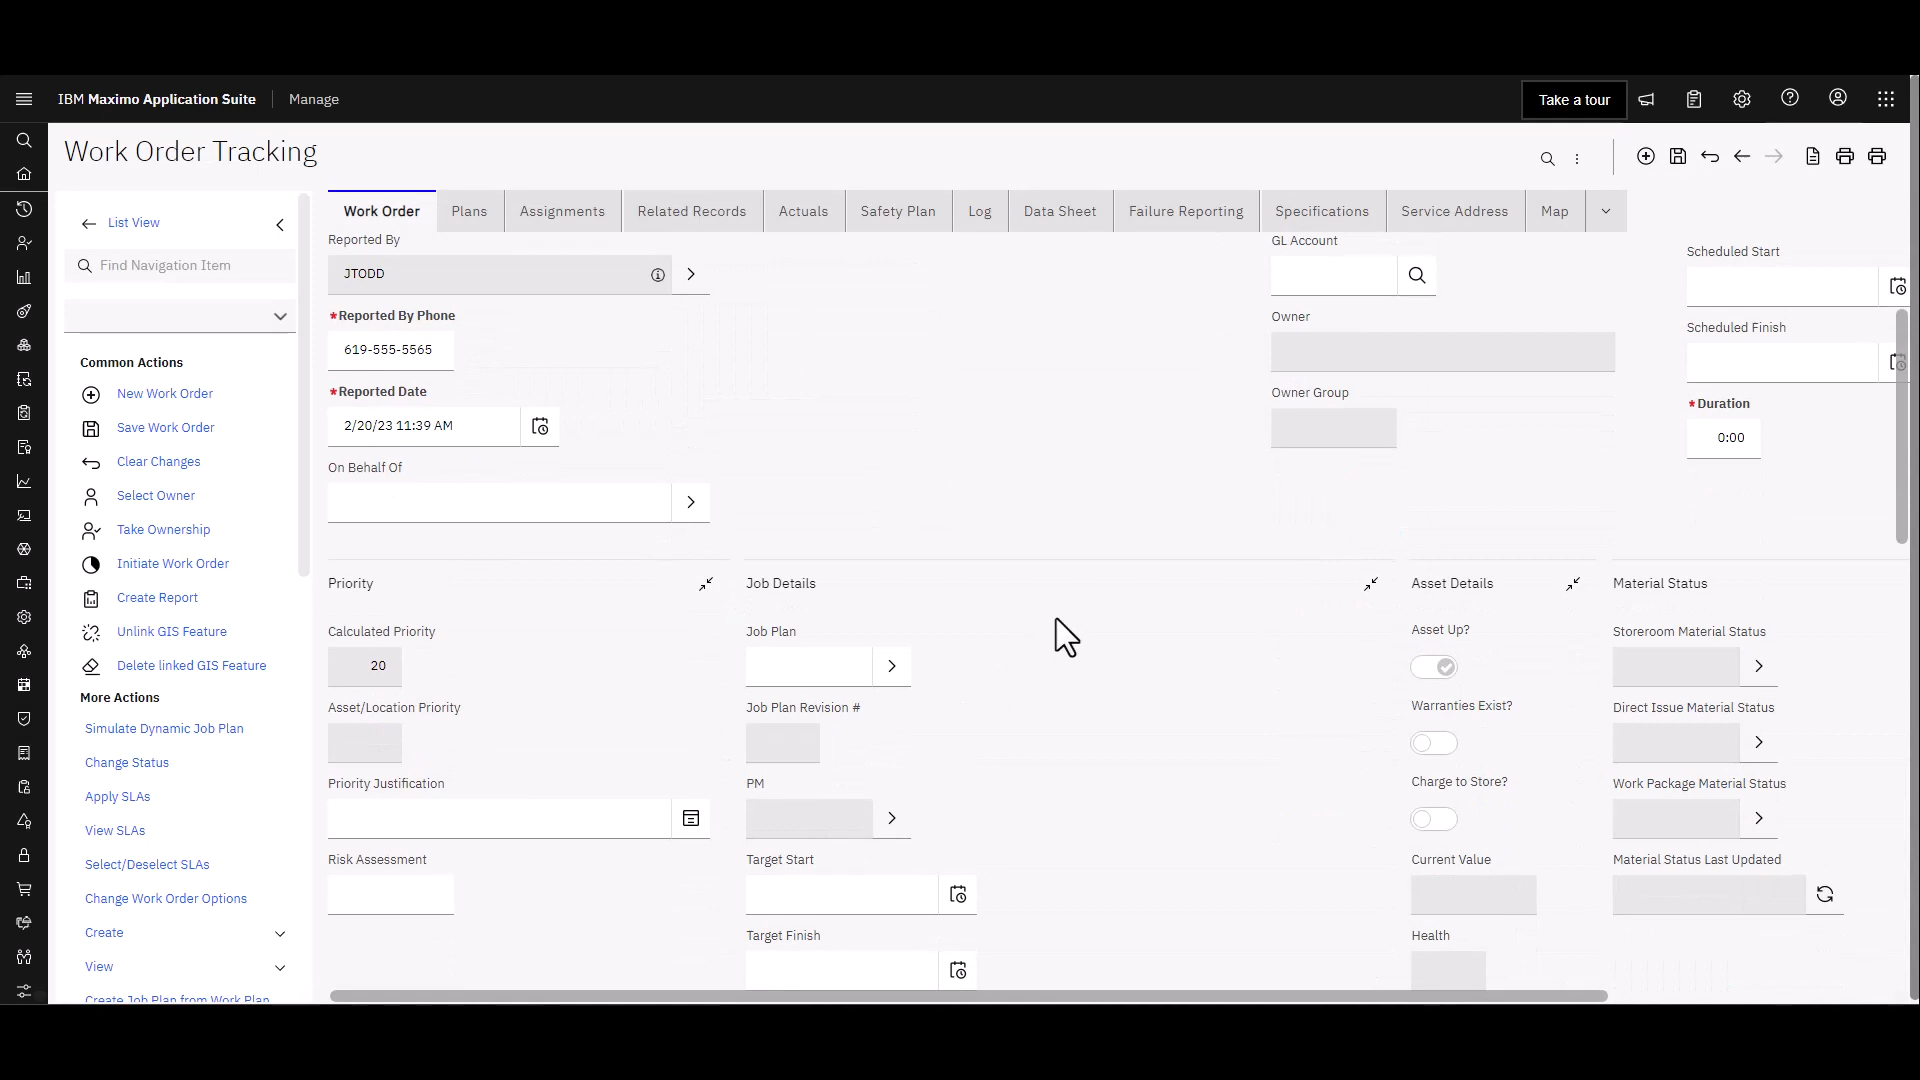 IBM Maximo Application Suite
Manage
Take a tour
Work Order Tracking
List View
Find Navigation Item
Common Actions
New Work Order
Save Work Order
Clear Changes
Select Owner
Take Ownership
Initiate Work Order
Create Report
Unlink GIS Feature
Delete linked GIS Feature
More Actions
Simulate Dynamic Job Plan
Change Status
Apply SLAs
View SLAs
Select/Deselect SLAs
Change Work Order Options
Create
View
Create Job Plan from Work Plan
Work Order
Plans
Assignments
Related Records
Actuals
Safety Plan
Log
Data Sheet
Failure Reporting
Specifications
Service Address
Map
Reported By
JTODD
*Reported By Phone
619-555-5565
*Reported Date
2/20/23 11:39 AM
On Behalf Of
GL Account
Owner
Owner Group
Scheduled Start
Scheduled Finish
*Duration
0:00
Priority
Calculated Priority
20
Asset/Location Priority
Priority Justification
Risk Assessment
Job Details
Job Plan
Job Plan Revision #
PM
Target Start
Target Finish
Asset Details
Asset Up?
Warranties Exist?
Charge to Store?
Current Value
Health
Material Status
Storeroom Material Status
Direct Issue Material Status
Work Package Material Status
Material Status Last Updated